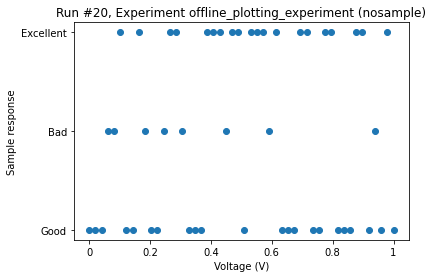 Run #20, Experiment offline_plotting_experiment (nosample)
Excellent
Bad
Good
Sample response
0 0.2 0.4 0.6 0.8 1
Voltage (V)